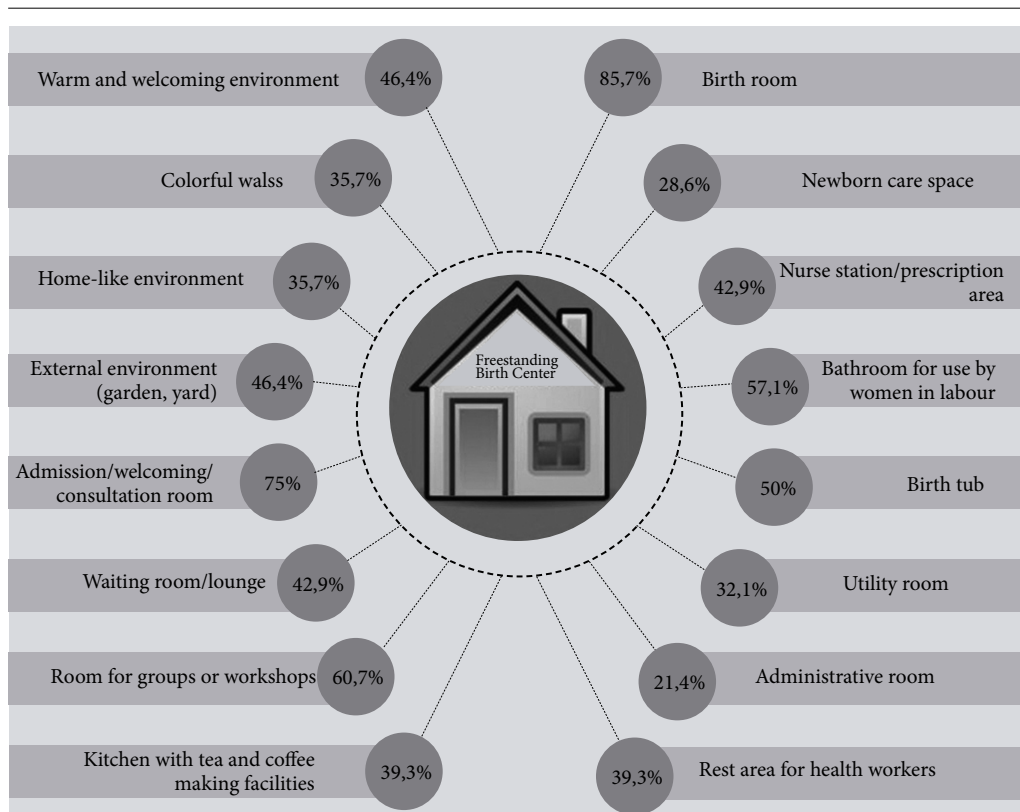 Warm and welcoming environment
46,4%
85,7%
Birth room
Colorful walss
35,7%
28,6%
Newborn care space
Home-like environment
35,7%
42,9%
Nurse station/prescription
area
External environment
(garden, yard)
46,4%
Freestanding
Birth Center
57,1%
Bathroom for use by
women in labour
Admission/welcoming/
consultation room
75%
50%
Birth tub
Waiting room/lounge
42,9%
32,1%
Utility room
Room for groups or workshops
60,7%
21,4%
Administrative room
Kitchen with tea and coffee
making facilities
39,3%
39,3%
Rest area for health workers